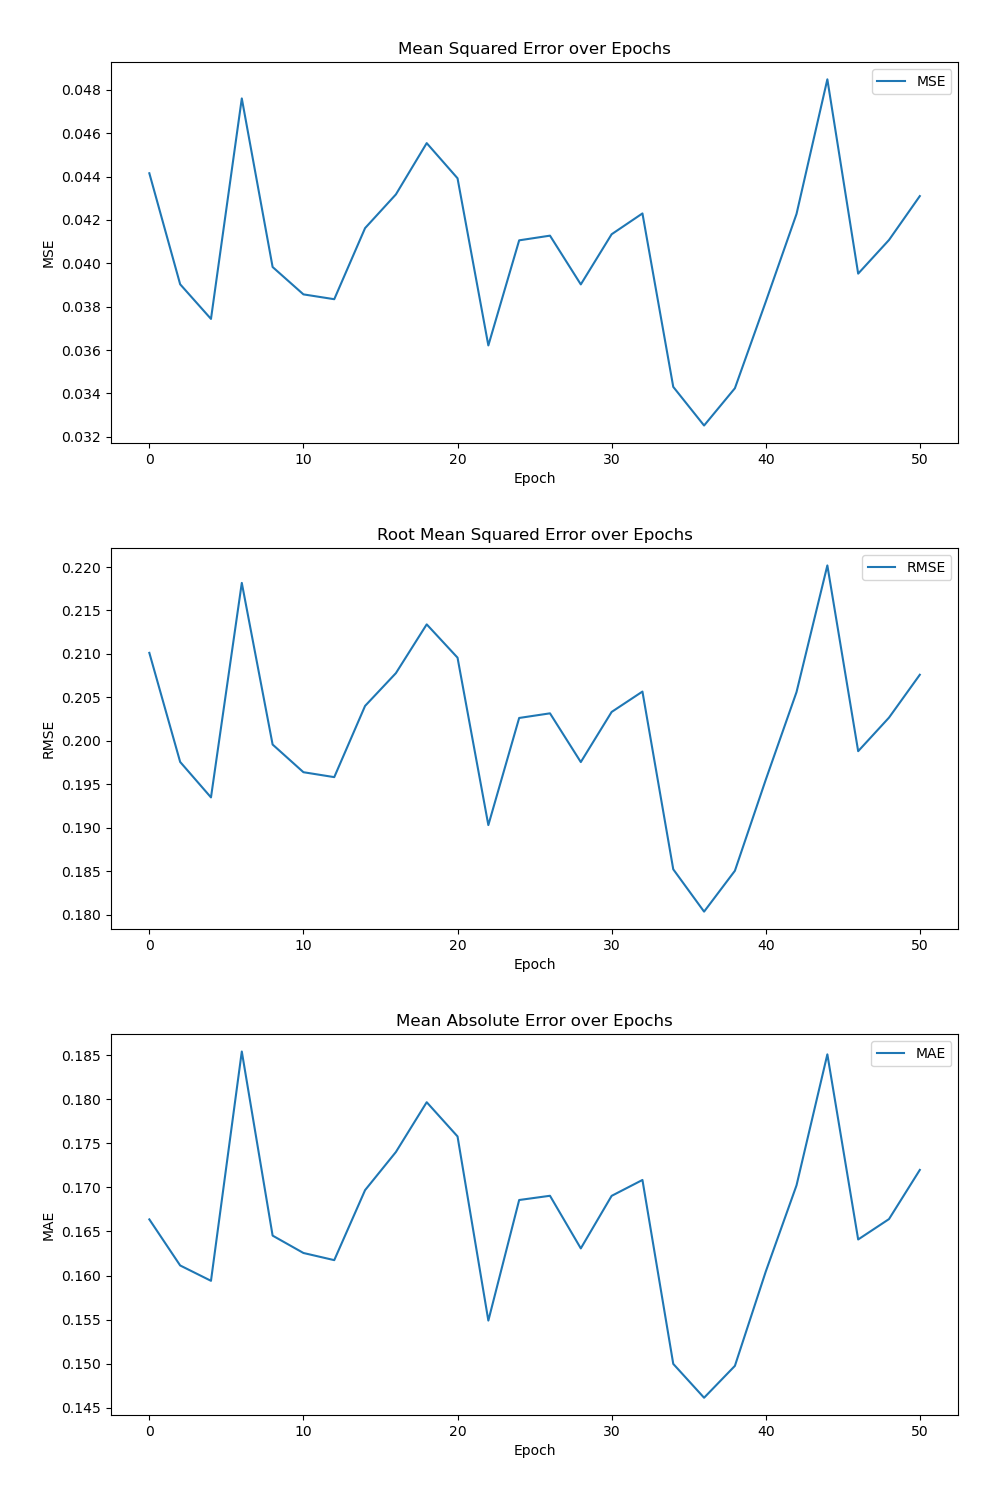 Mean Squared Error over Epochs
MSE
0.048
0.046
0.044
0.042
0.040
0.038
0.036
0.034
0.032
MSE
0 10 20 30 40 50
Epoch
Root Mean Squared Error over Epochs
RMSE
0.220
0.215
0.210
0.205
0.200
0.195
0.190
0.185
0.180
RMSE
0 10 20 30 40 50
Epoch
Mean Absolute Error over Epochs
MAE
0.185
0.180
0.175
0.170
0.165
0.160
0.155
0.150
0.145
MAE
0 10 20 30 40 50
Epoch